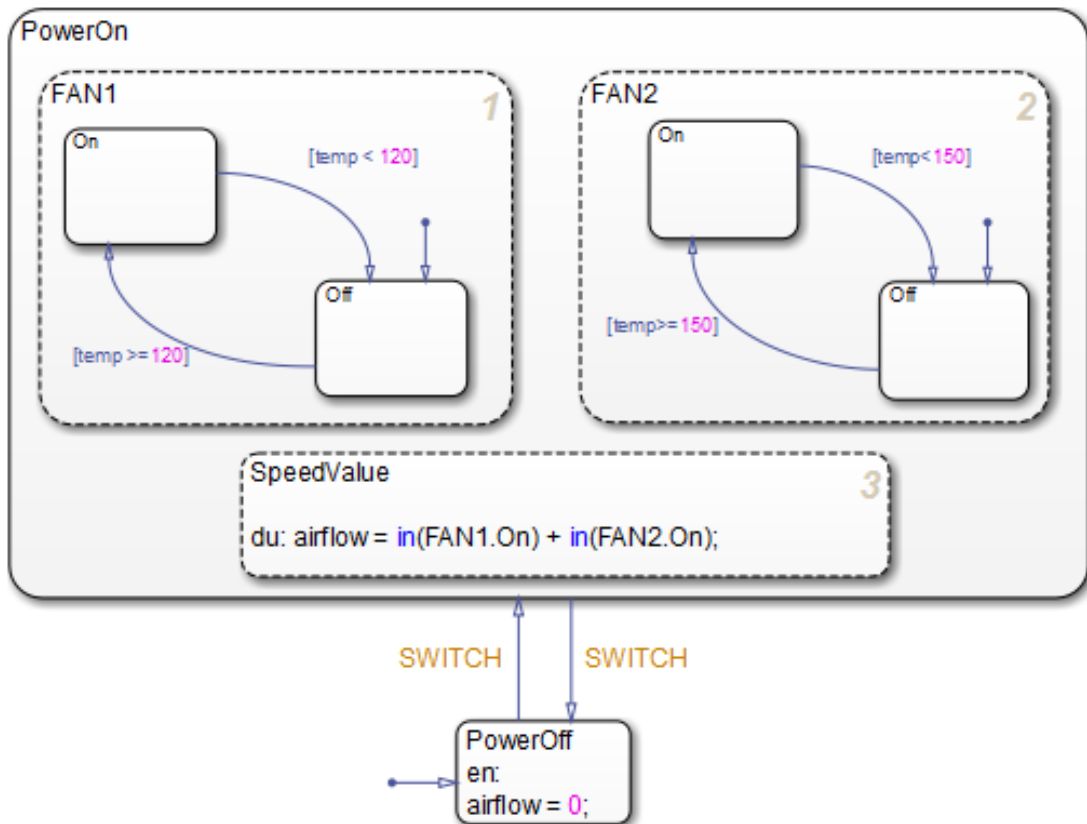 PowerOn
FAN1
1
On
[temp < 120]
Off
[temp >= 120]
FAN2
2
On
[temp<150]
Off
[temp>=150]
SpeedValue
3
du: airflow = in(FAN1.On) + in(FAN2.On);
SWITCH
SWITCH
PowerOff
en:
airflow = 0;